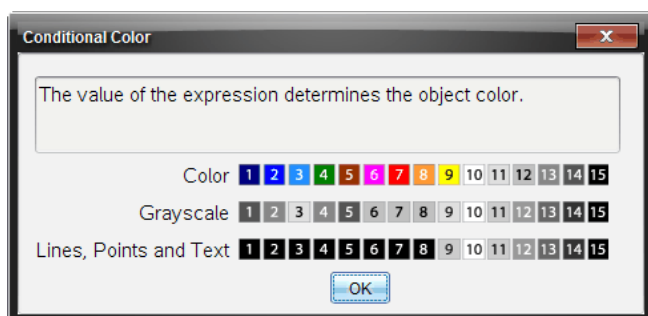 Conditional Color
The value of the expression determines the object color.
Color 1 2 3 4 5 6 7 8 9 10 11 12 13 14 15
Grayscale 1 2 3 4 5 6 7 8 9 10 11 12 13 14 15
Lines, Points and Text 1 2 3 4 5 6 7 8 9 10 11 12 13 14 15
OK